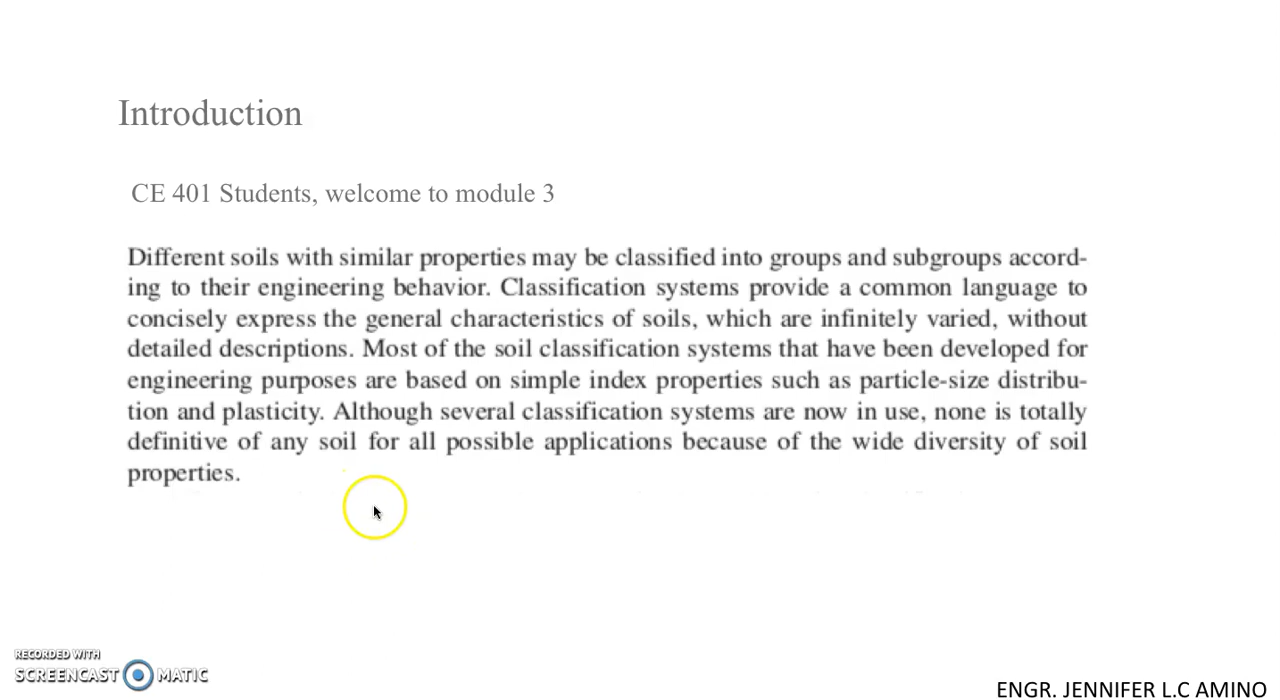 Introduction
CE 401 Students, welcome to module 3
Different soils with similar properties may be classified into groups and subgroups accord-
ing to their engineering behavior. Classification systems provide a common language to
concisely express the general characteristics of soils, which are infinitely varied, without
detailed descriptions. Most of the soil classification systems that have been developed for
engineering purposes are based on simple index properties such as particle-size distribu-
tion and plasticity. Although several classification systems are now in use, none is totally
definitive of any soil for all possible applications because of the wide diversity of soil
properties.
RECORDED WITH
SCREENCAST MATIC
ENGR. JENNIFER L.C AMINO